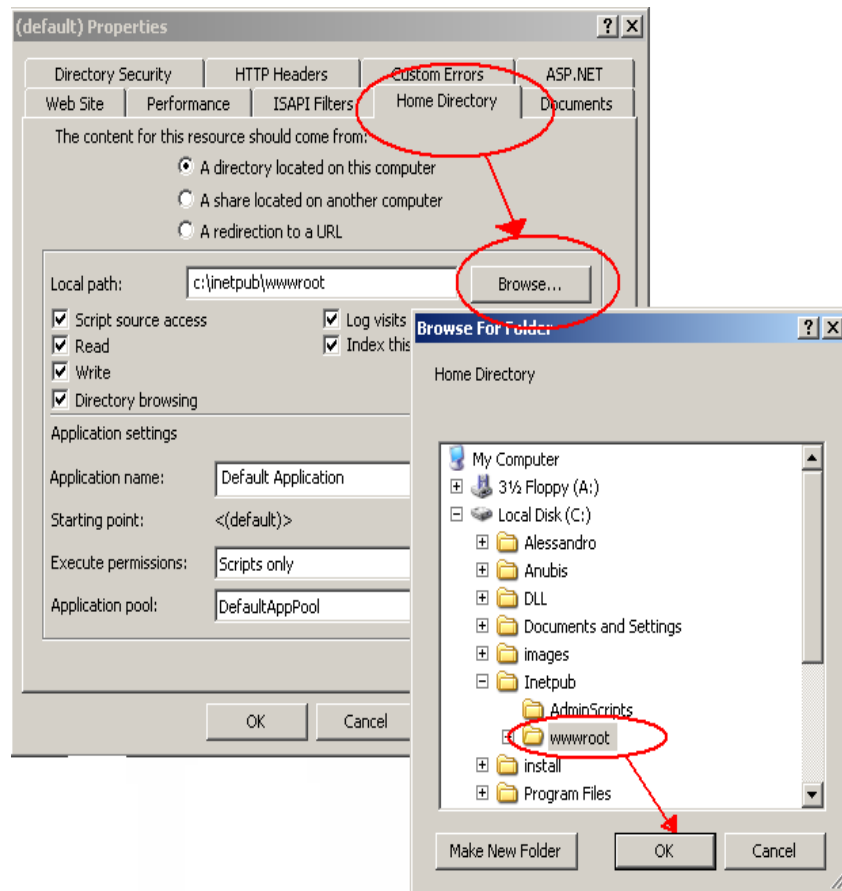 (default) Properties
Directory Security HTTP Headers Custom Errors ASP.NET
Web Site Performance ISAPI Filters Home Directory Documents
The content for this resource should come from:
A directory located on this computer
A share located on another computer
A redirection to a URL
Local path: c:\inetpub\wwwroot Browse...
Script source access Log visits
Read Index this
Write
Directory browsing
Application settings
Application name: Default Application
Starting point: <(default)>
Execute permissions: Scripts only
Application pool: DefaultAppPool
OK Cancel
Browse For Folder
Home Directory
My Computer
3½ Floppy (A:)
Local Disk (C:)
Alessandro
Anubis
DLL
Documents and Settings
images
Inetpub
AdminScripts
wwwroot
install
Program Files
Make New Folder OK Cancel